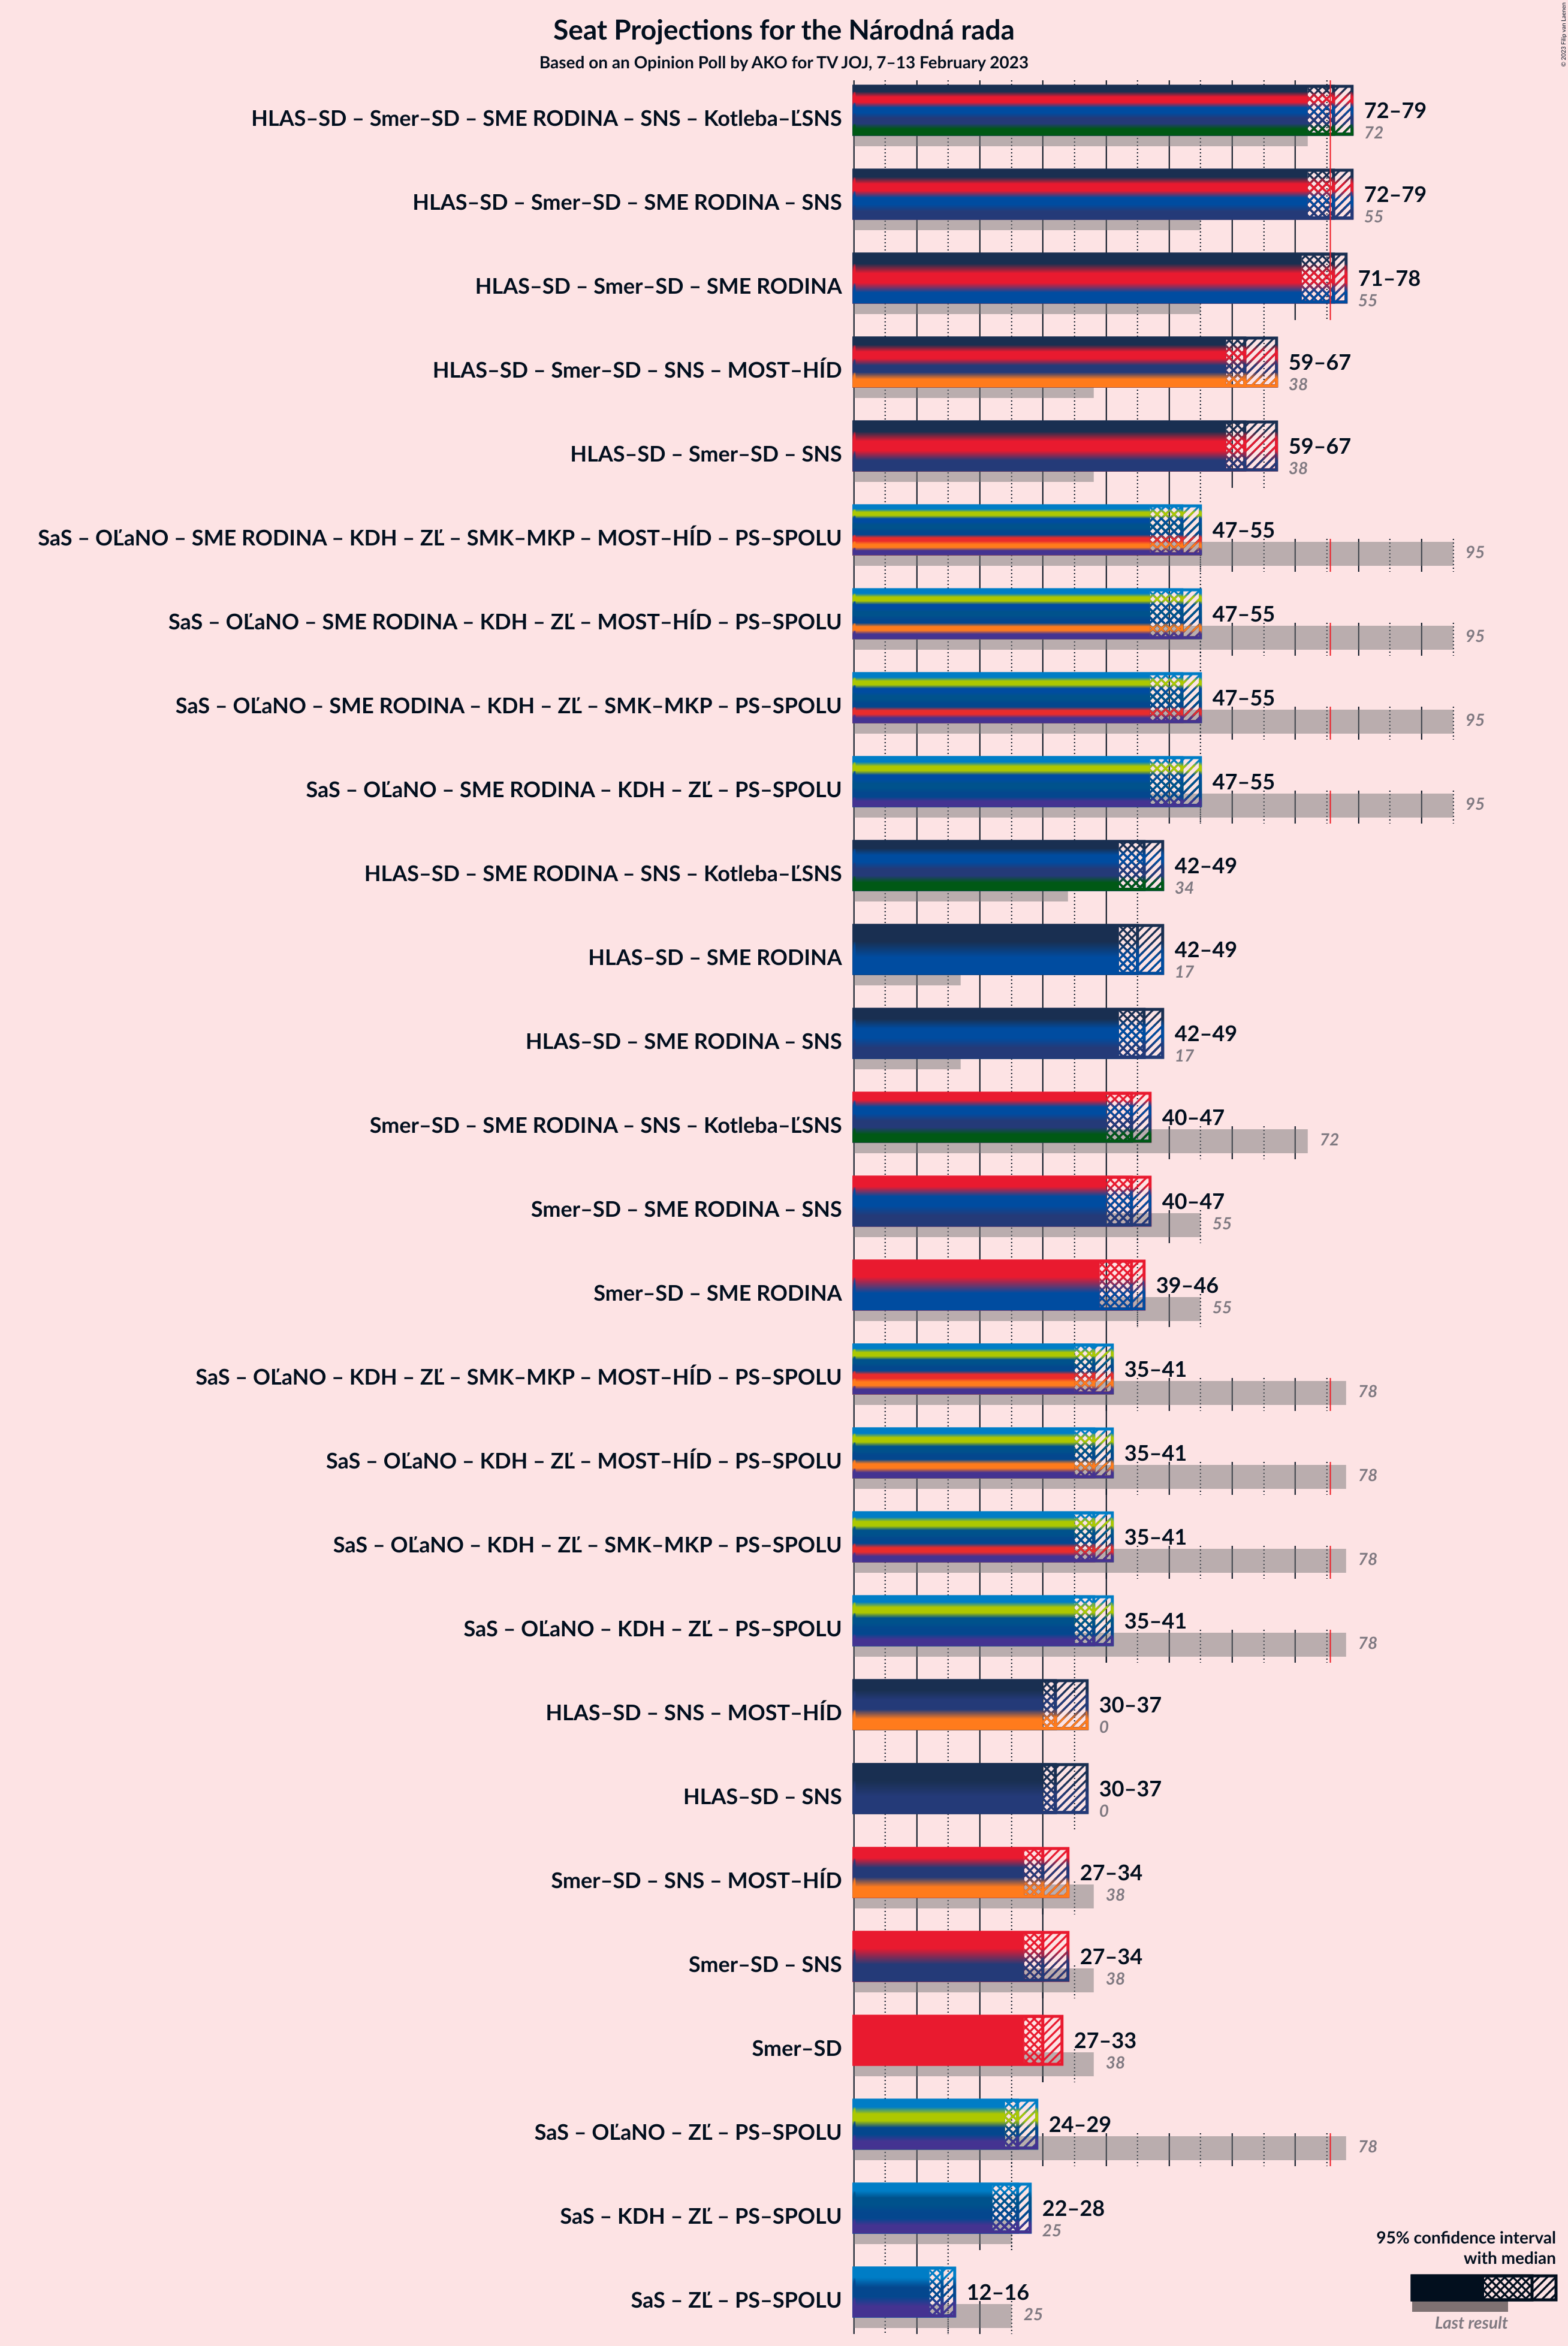 Seat Projections for the Národná rada
Based on an Opinion Poll by AKO for TV JOJ, 7–13 February 2023
© 2023 Filip van Laenen
HLAS–SD – Smer–SD – SME RODINA – SNS – Kotleba–ĽSNS
72–79
72
HLAS–SD – Smer–SD – SME RODINA – SNS
72–79
55
HLAS–SD – Smer–SD – SME RODINA
71–78
55
HLAS–SD – Smer–SD – SNS – MOST–HÍD
59–67
38
HLAS–SD – Smer–SD – SNS
59–67
38
SaS – OĽaNO – SME RODINA – KDH – ZĽ – SMK–MKP – MOST–HÍD – PS–SPOLU
47–55
95
SaS – OĽaNO – SME RODINA – KDH – ZĽ – MOST–HÍD – PS–SPOLU
47–55
95
SaS – OĽaNO – SME RODINA – KDH – ZĽ – SMK–MKP – PS–SPOLU
47–55
95
SaS – OĽaNO – SME RODINA – KDH – ZĽ – PS–SPOLU
47–55
95
HLAS–SD – SME RODINA – SNS – Kotleba–ĽSNS
42–49
34
HLAS–SD – SME RODINA
42–49
17
HLAS–SD – SME RODINA – SNS
42–49
17
Smer–SD – SME RODINA – SNS – Kotleba–ĽSNS
40–47
72
Smer–SD – SME RODINA – SNS
40–47
55
Smer–SD – SME RODINA
39–46
55
SaS – OĽaNO – KDH – ZĽ – SMK–MKP – MOST–HÍD – PS–SPOLU
35–41
78
SaS – OĽaNO – KDH – ZĽ – MOST–HÍD – PS–SPOLU
35–41
78
SaS – OĽaNO – KDH – ZĽ – SMK–MKP – PS–SPOLU
35–41
78
SaS – OĽaNO – KDH – ZĽ – PS–SPOLU
35–41
78
HLAS–SD – SNS – MOST–HÍD
30–37
0
HLAS–SD – SNS
30–37
0
Smer–SD – SNS – MOST–HÍD
27–34
38
Smer–SD – SNS
27–34
38
Smer–SD
27–33
38
SaS – OĽaNO – ZĽ – PS–SPOLU
24–29
78
SaS – KDH – ZĽ – PS–SPOLU
22–28
25
SaS – ZĽ – PS–SPOLU
12–16
25
95% confidence interval
with median
Last result